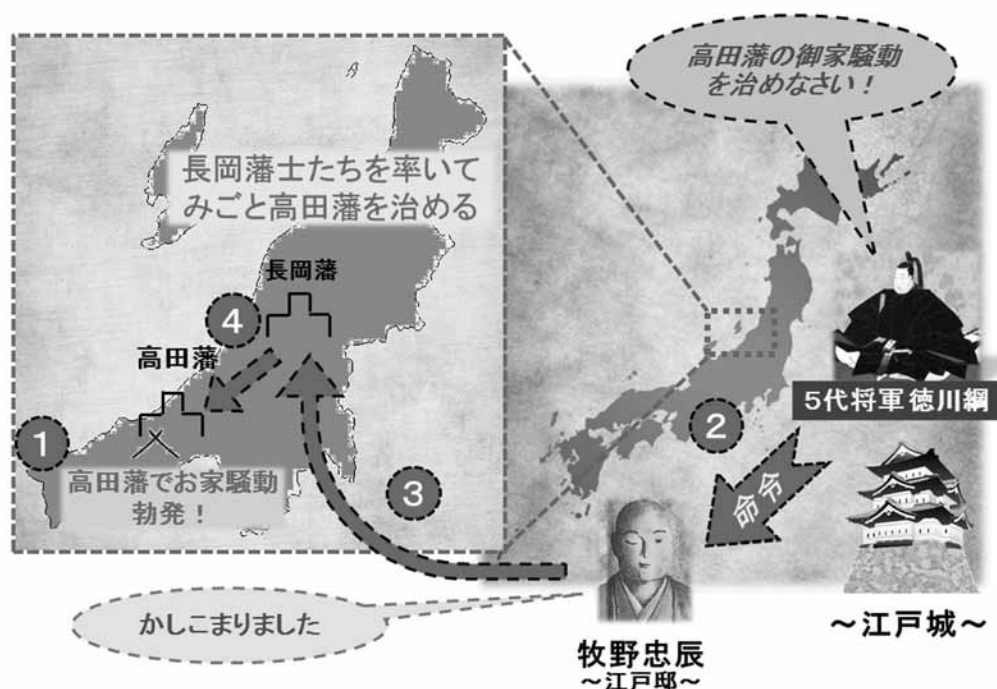 高田藩の御家騒動
を治めなさい！
長岡藩士たちを率いて
みごと高田藩を治める
長岡藩
④
高田藩
①
高田藩でお家騒動
勃発！
③
②
5代将軍 徳川綱
命令
かしこまりました
牧野忠辰
～江戸邸～
～江戸城～